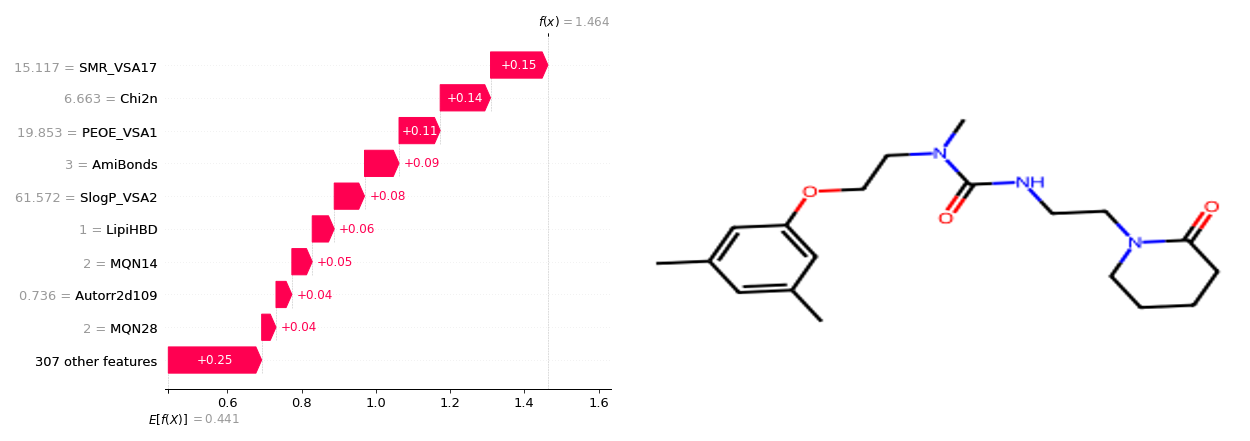 f(x) = 1.464
15.117 = SMR_VSA17
+0.15
6.663 = Chi2n
+0.14
19.853 = PEOE_VSA1
+0.11
3 = AmiBonds
+0.09
61.572 = SlogP_VSA2
+0.08
1 = LipiHBD
+0.06
2 = MQN14
+0.05
0.736 = Autorr2d109
+0.04
2 = MQN28
+0.04
307 other features
+0.25
0.6 0.8 1.0 1.2 1.4 1.6
E[f(X)] = 0.441
N
O
NH
O
O
N